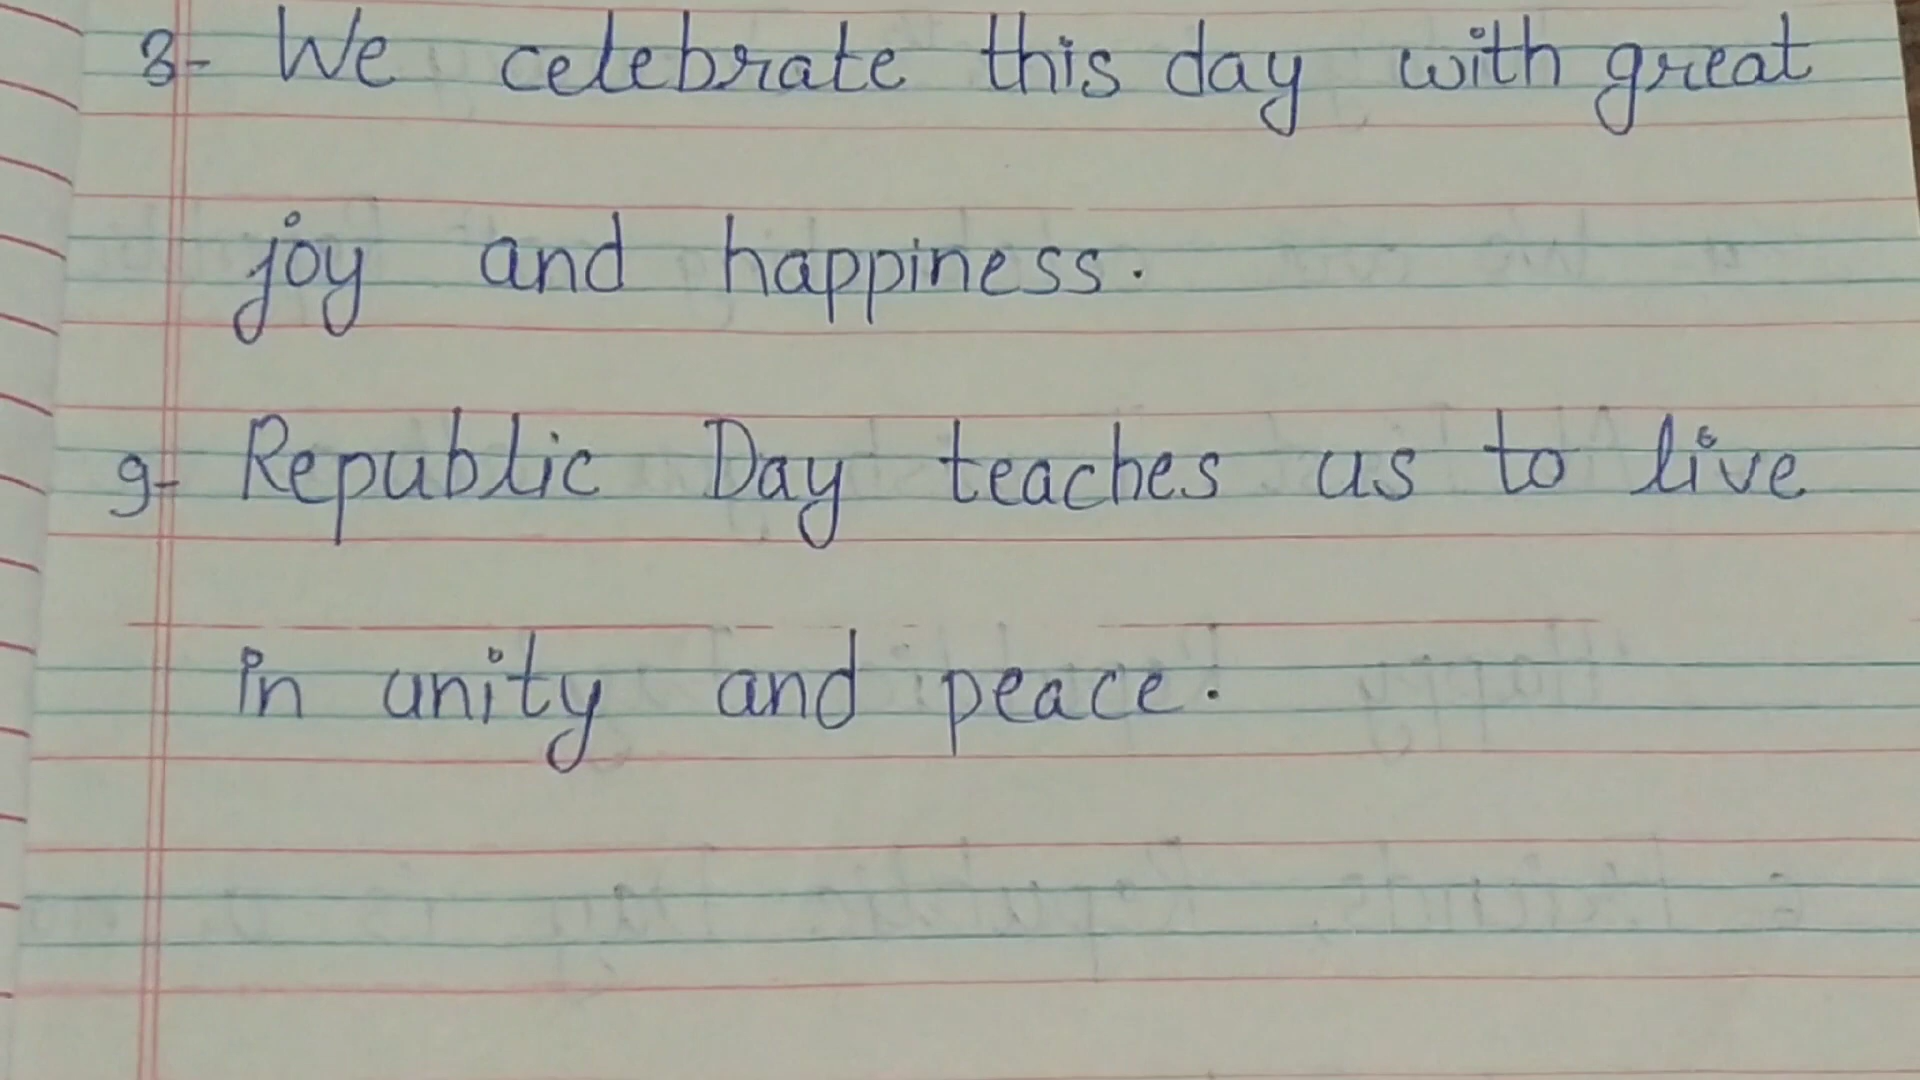 3- We celebrate this day with great
joy and happiness.
9- Republic Day teaches us to live
in unity and peace.